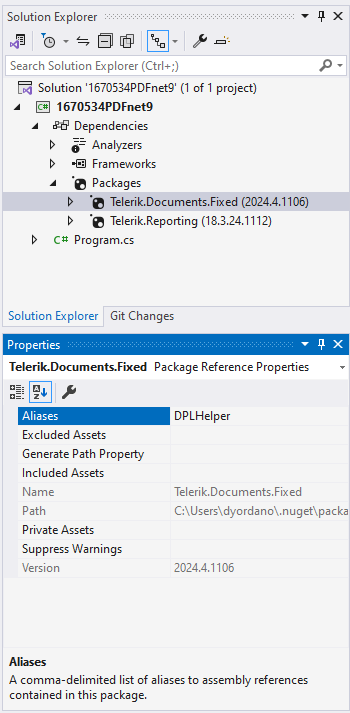 Solution Explorer
Search Solution Explorer (Ctrl+;)
Solution '1670534PDFnet9' (1 of 1 project)
C# 1670534PDFnet9
Dependencies
Analyzers
Frameworks
Packages
Telerik.Documents.Fixed (2024.4.1106)
Telerik.Reporting (18.3.24.1112)
C# Program.cs
Solution Explorer Git Changes
Properties
Telerik.Documents.Fixed Package Reference Properties
Aliases DPLHelper
Excluded Assets
Generate Path Property
Included Assets
Name Telerik.Documents.Fixed
Path C:\Users\dyordano\.nuget\packa
Private Assets
Suppress Warnings
Version 2024.4.1106
Aliases
A comma-delimited list of aliases to assembly references
contained in this package.